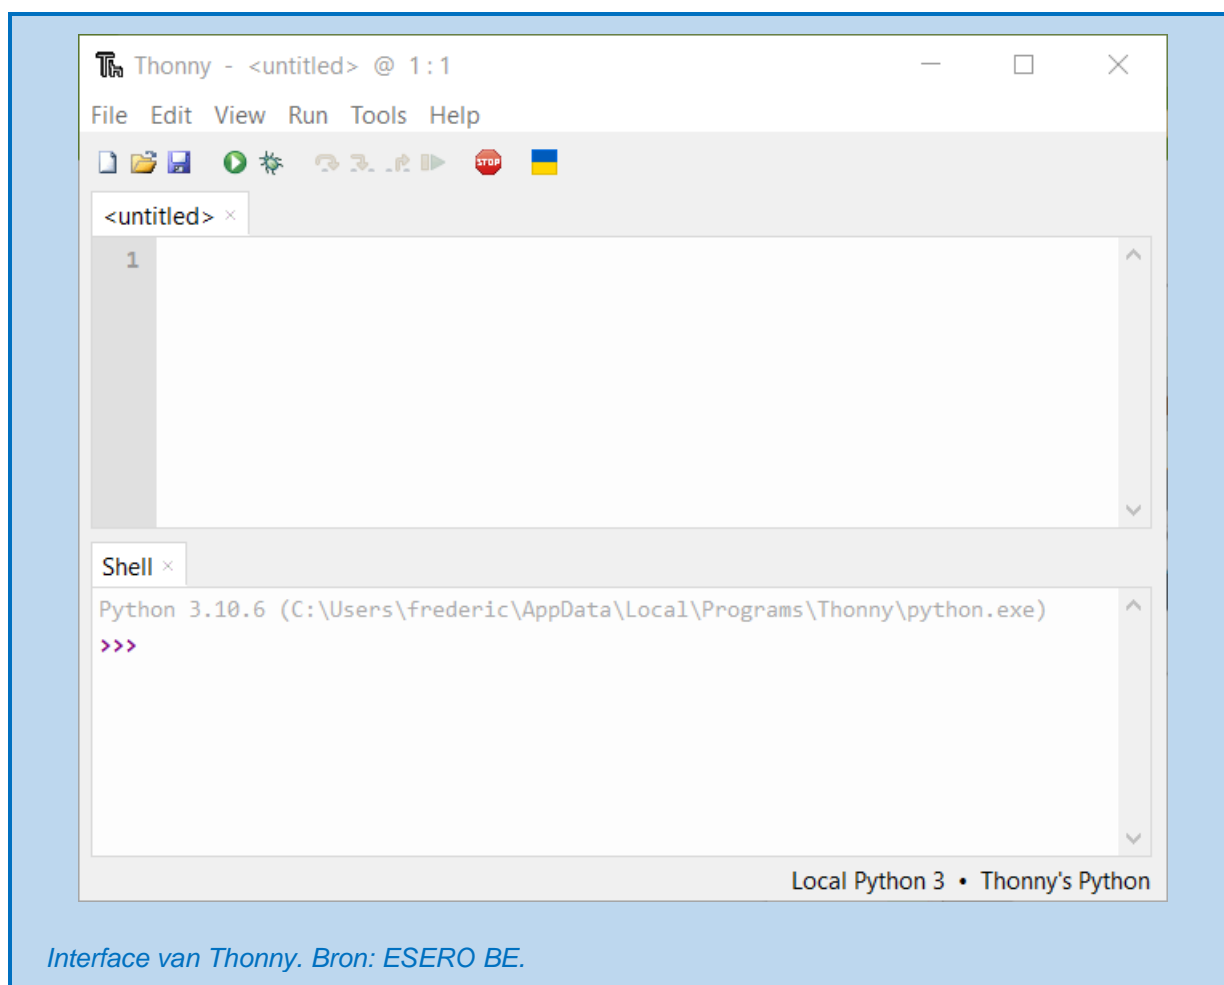 Thonny - <untitled> @ 1:1
File Edit View Run Tools Help
STOP
<untitled> ×
1
Shell ×
Python 3.10.6 (C:\Users\frederic\AppData\Local\Programs\Thonny\python.exe)
>>>
Local Python 3 • Thonny's Python
Interface van Thonny. Bron: ESERO BE.